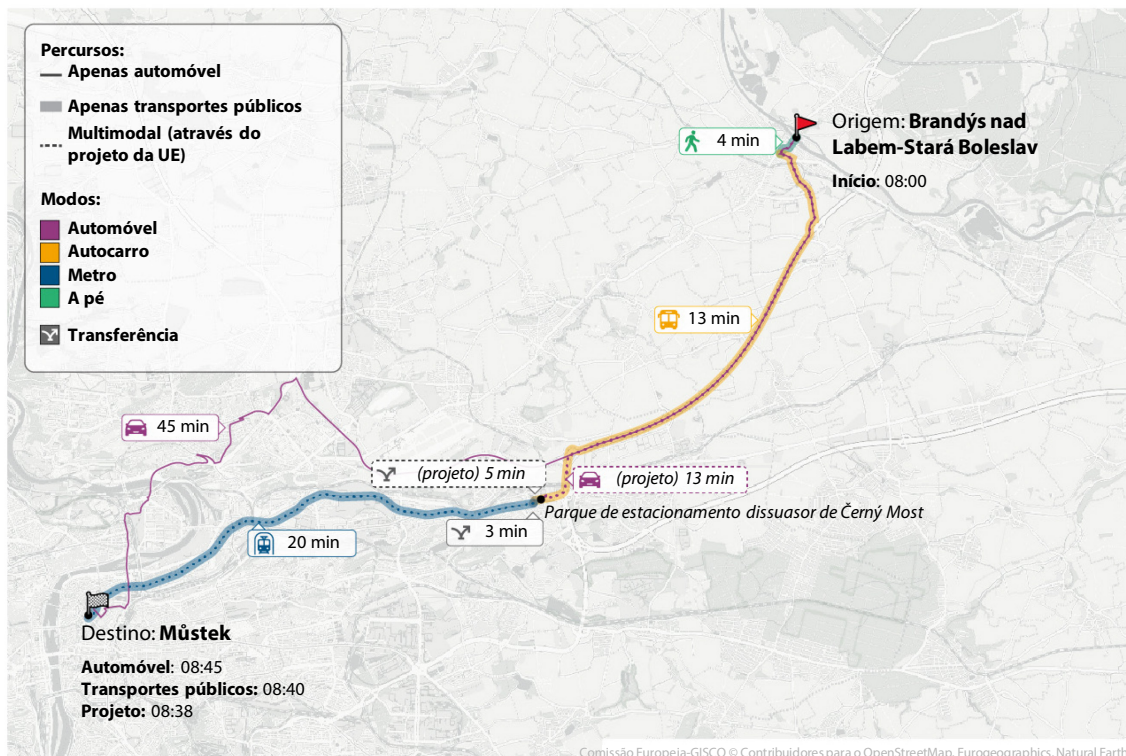 Percursos:
Apenas automóvel
Apenas transportes públicos
Multimodal (através do
projeto da UE)
Modos:
Automóvel
Autocarro
Metro
A pé
Transferência
4 min
Origem: Brandýs nad
Labem-Stará Boleslav
Início: 08:00
13 min
45 min
(projeto) 5 min
(projeto) 13 min
Parque de estacionamento dissuasor de Černý Most
3 min
20 min
Destino: Můstek
Automóvel: 08:45
Transportes públicos: 08:40
Projeto: 08:38
Comissão Europeia-GISCO © Contribuidores para o OpenStreetMap, Eurogeographics, Natural Earth